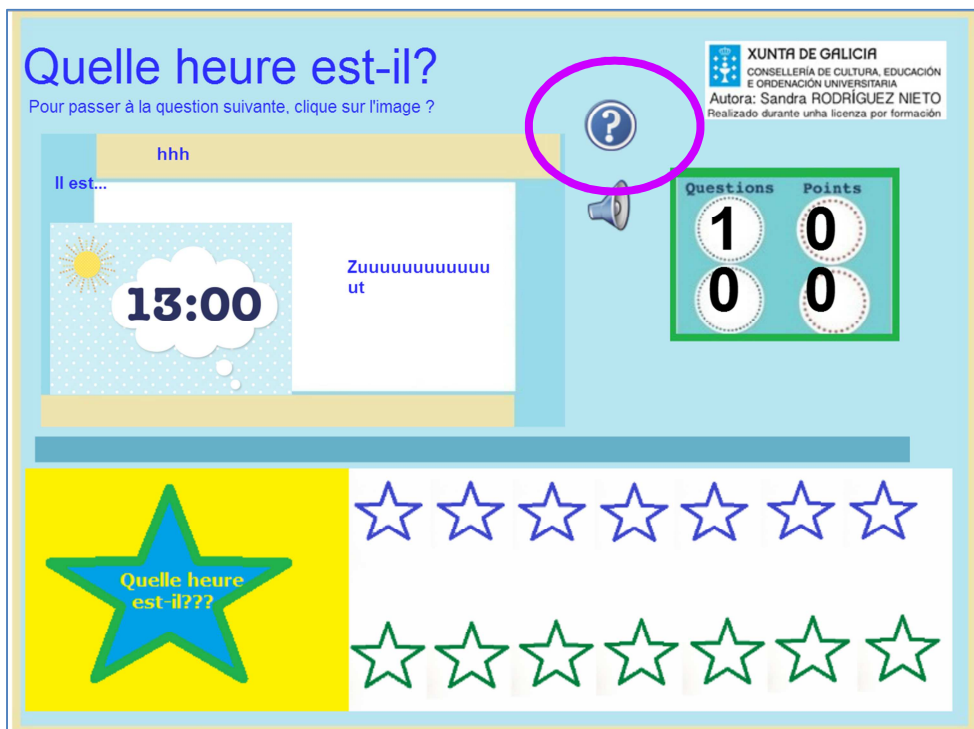 Quelle heure est-il?
Pour passer à la question suivante, clique sur l'image ?
?
XUNTA DE GALICIA
CONSELLERÍA DE CULTURA, EDUCACIÓN
E ORDENACIÓN UNIVERSITARIA
Autora: Sandra RODRÍGUEZ NIETO
Realizado durante unha licenza por formación
hhh
Il est...
13:00
Zuuuuuuuuuuuu
ut
Questions Points
1 0
0 0
Quelle heure
est-il???